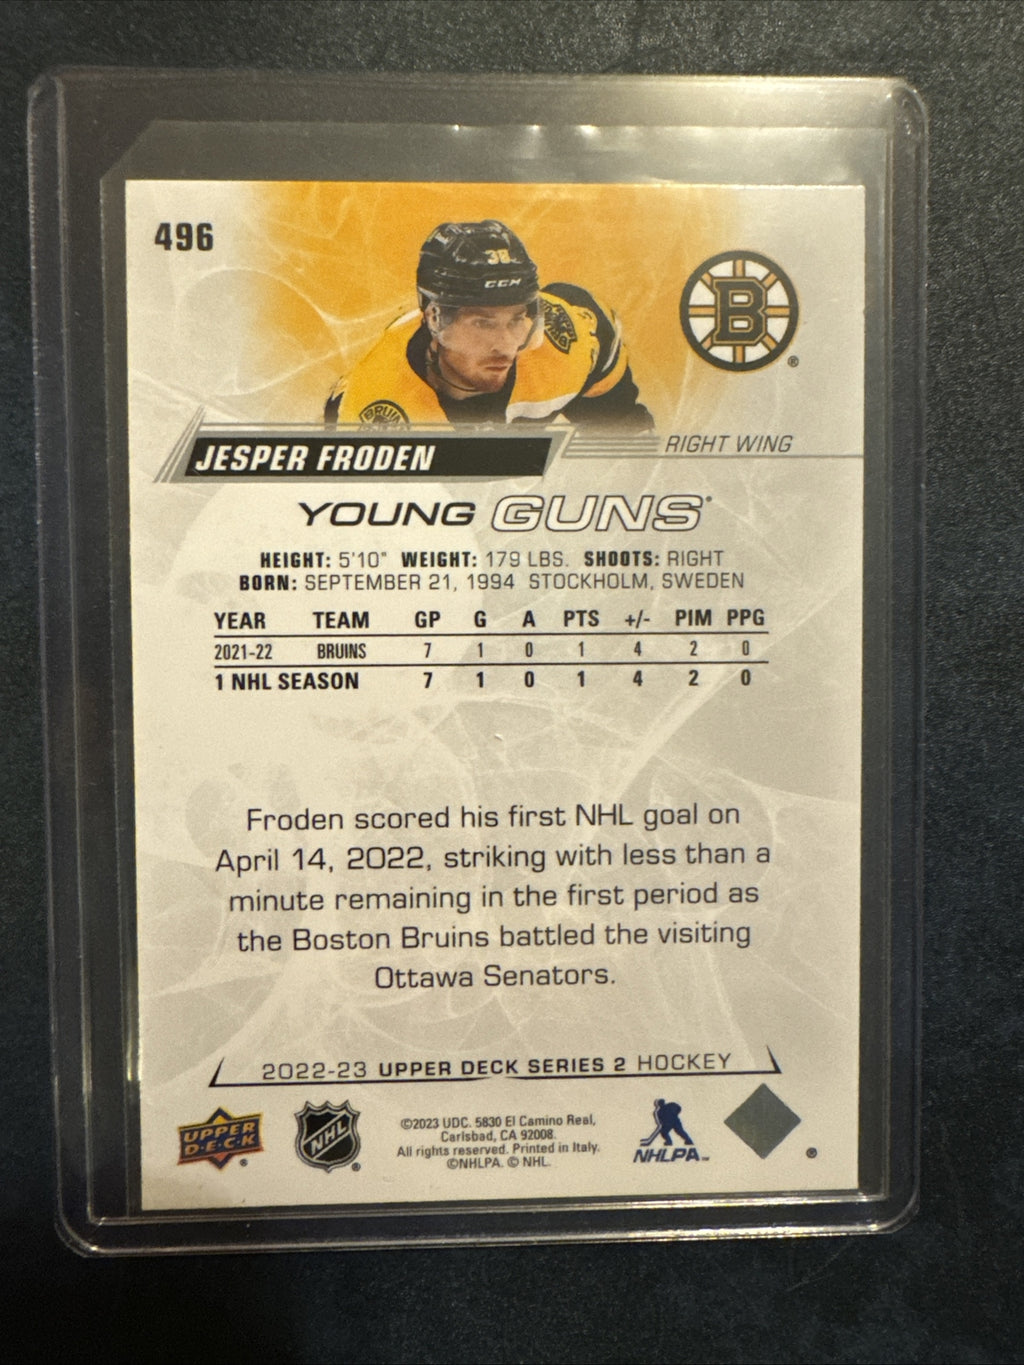 496
38
CCM
B
®
JESPER FRODEN
RIGHT WING
YOUNG GUNS®
HEIGHT: 5'10" WEIGHT: 179 LBS. SHOOTS: RIGHT
BORN: SEPTEMBER 21, 1994 STOCKHOLM, SWEDEN
YEAR TEAM GP G A PTS +/- PIM PPG
2021-22 BRUINS 7 1 0 1 4 2 0
1 NHL SEASON 7 1 0 1 4 2 0
Froden scored his first NHL goal on
April 14, 2022, striking with less than a
minute remaining in the first period as
the Boston Bruins battled the visiting
Ottawa Senators.
2022-23 UPPER DECK SERIES 2 HOCKEY
UPPER
D·E·C·K®
NHL®
©2023 UDC. 5830 El Camino Real,
Carlsbad, CA 92008.
All rights reserved. Printed in Italy.
©NHLPA. © NHL.
NHLPA™
®